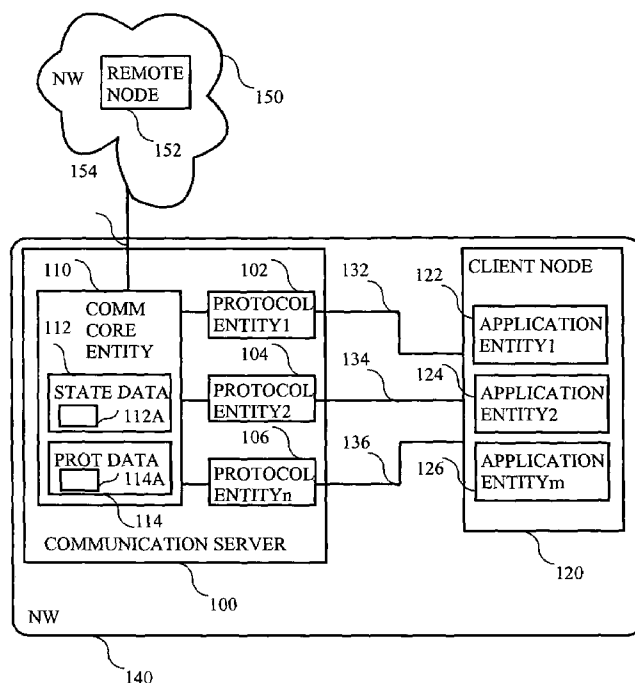 NW
REMOTE
NODE
150
152
154
110
102
132
CLIENT NODE
COMM
CORE
ENTITY
PROTOCOL
ENTITY1
122
APPLICATION
ENTITY1
112
104
134
124
STATE DATA
112A
PROTOCOL
ENTITY2
APPLICATION
ENTITY2
106
136
PROT DATA
114A
PROTOCOL
ENTITYn
126
APPLICATION
ENTITYm
114
COMMUNICATION SERVER
120
100
NW
140